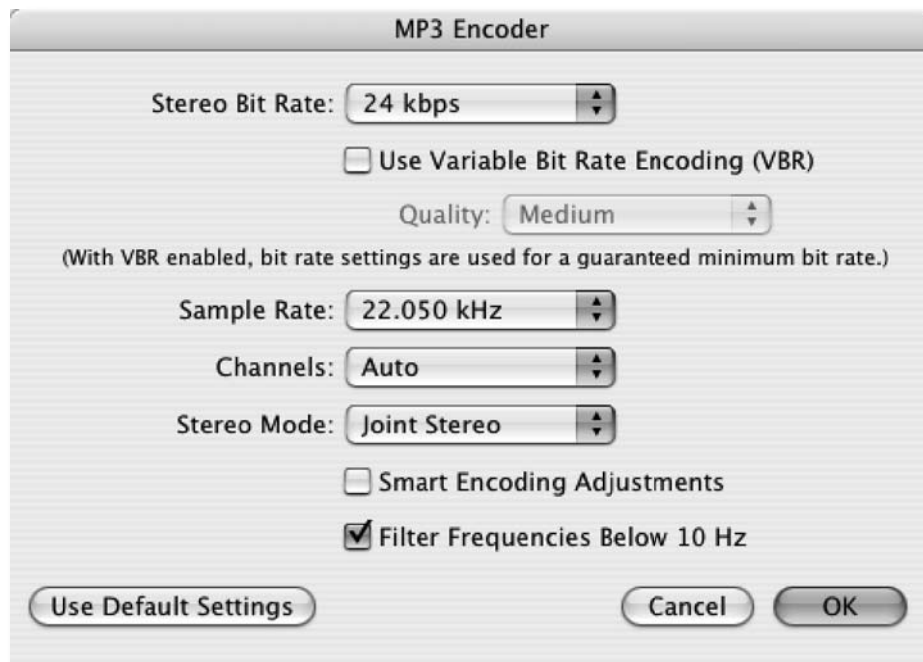 MP3 Encoder
Stereo Bit Rate: 24 kbps
Use Variable Bit Rate Encoding (VBR)
Quality: Medium
(With VBR enabled, bit rate settings are used for a guaranteed minimum bit rate.)
Sample Rate: 22.050 kHz
Channels: Auto
Stereo Mode: Joint Stereo
Smart Encoding Adjustments
Filter Frequencies Below 10 Hz
Use Default Settings Cancel OK